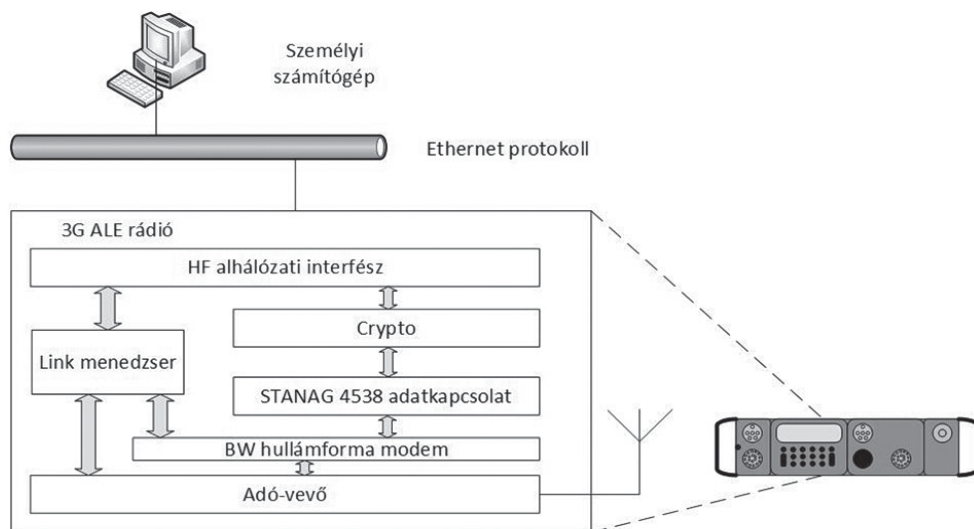 Személyi
számítógép
Ethernet protokoll
3G ALE rádió
HF alhálózati interfész
Crypto
Link menedzser
STANAG 4538 adatkapcsolat
BW hullámforma modem
Adó-vevő